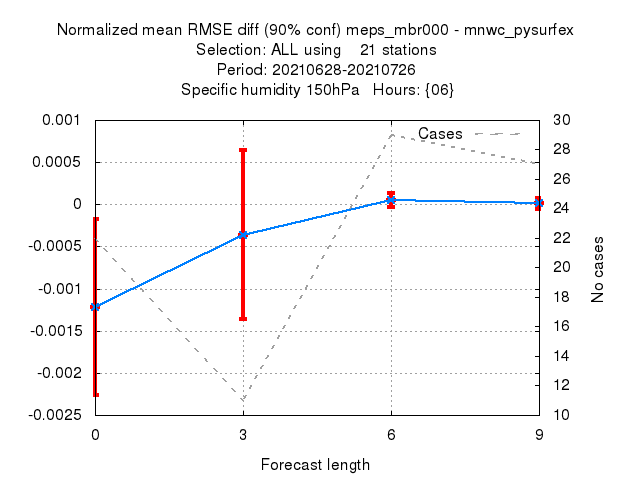 Normalized mean RMSE diff (90% conf) meps_mbr000 - mnwc_pysurfex
Selection: ALL using 21 stations
Period: 20210628-20210726
Specific humidity 150hPa Hours: {06}
0.001
0.0005
0
-0.0005
-0.001
-0.0015
-0.002
-0.0025
Cases
30
28
26
24
22
20
18
16
14
12
10
No cases
0 3 6 9
Forecast length